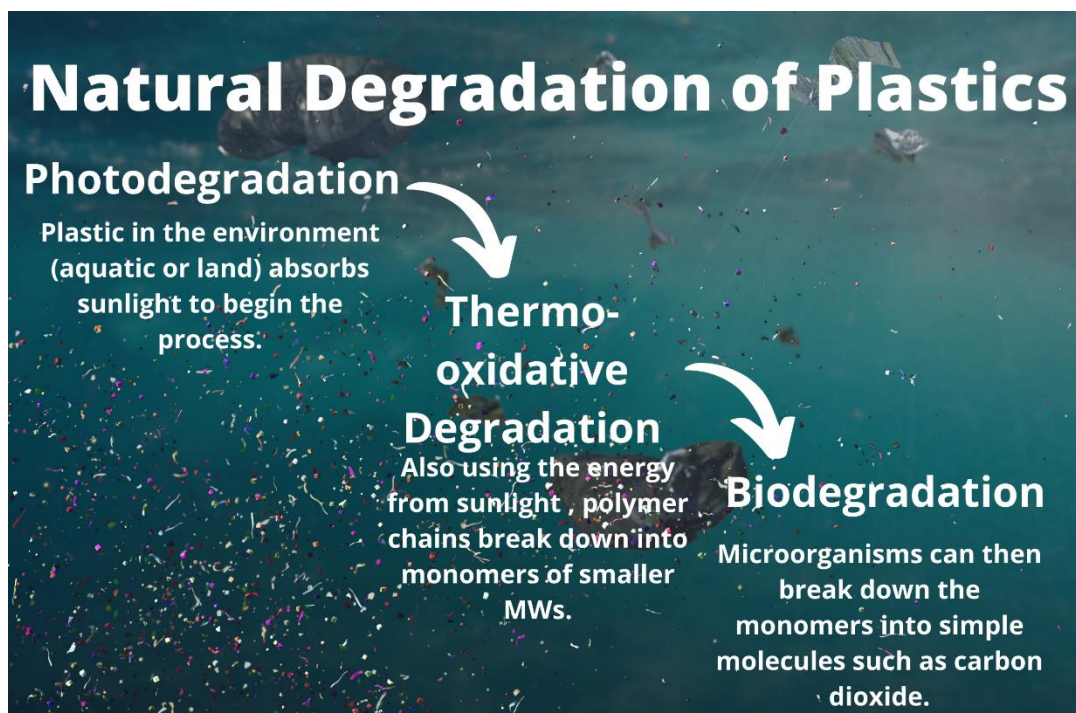 Natural Degradation of Plastics
Photodegradation
Plastic in the environment
(aquatic or land) absorbs
sunlight to begin the
process.
Thermo-
oxidative
Degradation
Also using the energy
from sunlight , polymer
chains break down into
monomers of smaller
MWs.
Biodegradation
Microorganisms can then
break down the
monomers into simple
molecules such as carbon
dioxide.